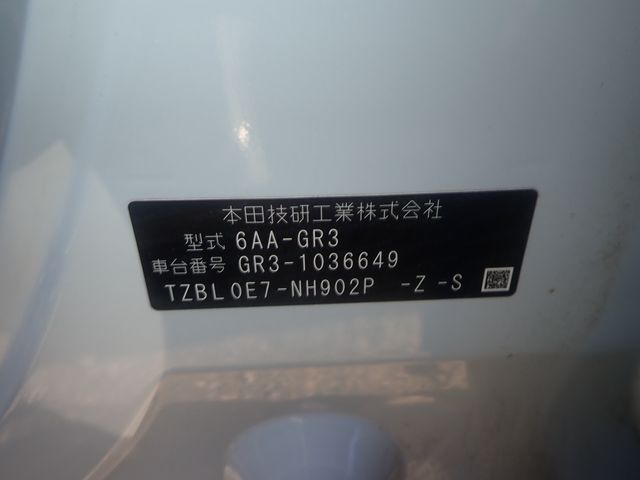 本田技研工業株式会社
型式 6AA-GR3
車台番号 GR3-1036649
TZBL0E7-NH902P -Z -S